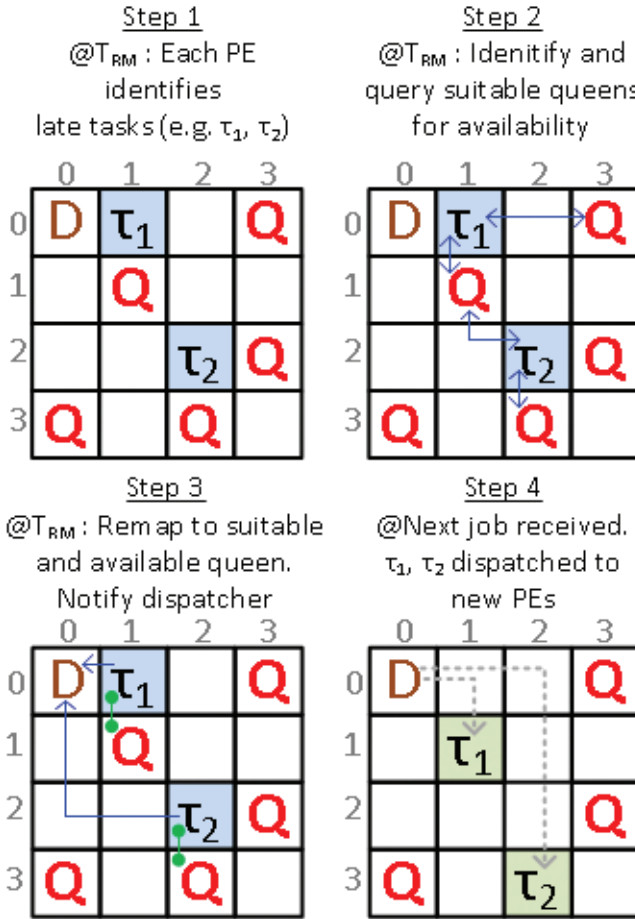 Step 1
@T_RM : Each PE
identifies
late tasks (e.g. τ1, τ2)
0 1 2 3
0 D τ1 Q
1 Q
2 τ2 Q
3 Q Q
Step 2
@T_RM : Idenitify and
query suitable queens
for availability
0 1 2 3
0 D τ1 Q
1 Q
2 τ2 Q
3 Q Q
Step 3
@T_RM : Remap to suitable
and available queen.
Notify dispatcher
0 1 2 3
0 D τ1 Q
1 Q
2 τ2 Q
3 Q Q
Step 4
@Next job received.
τ1, τ2 dispatched to
new PEs
0 1 2 3
0 D Q
1 τ1
2 Q
3 Q τ2